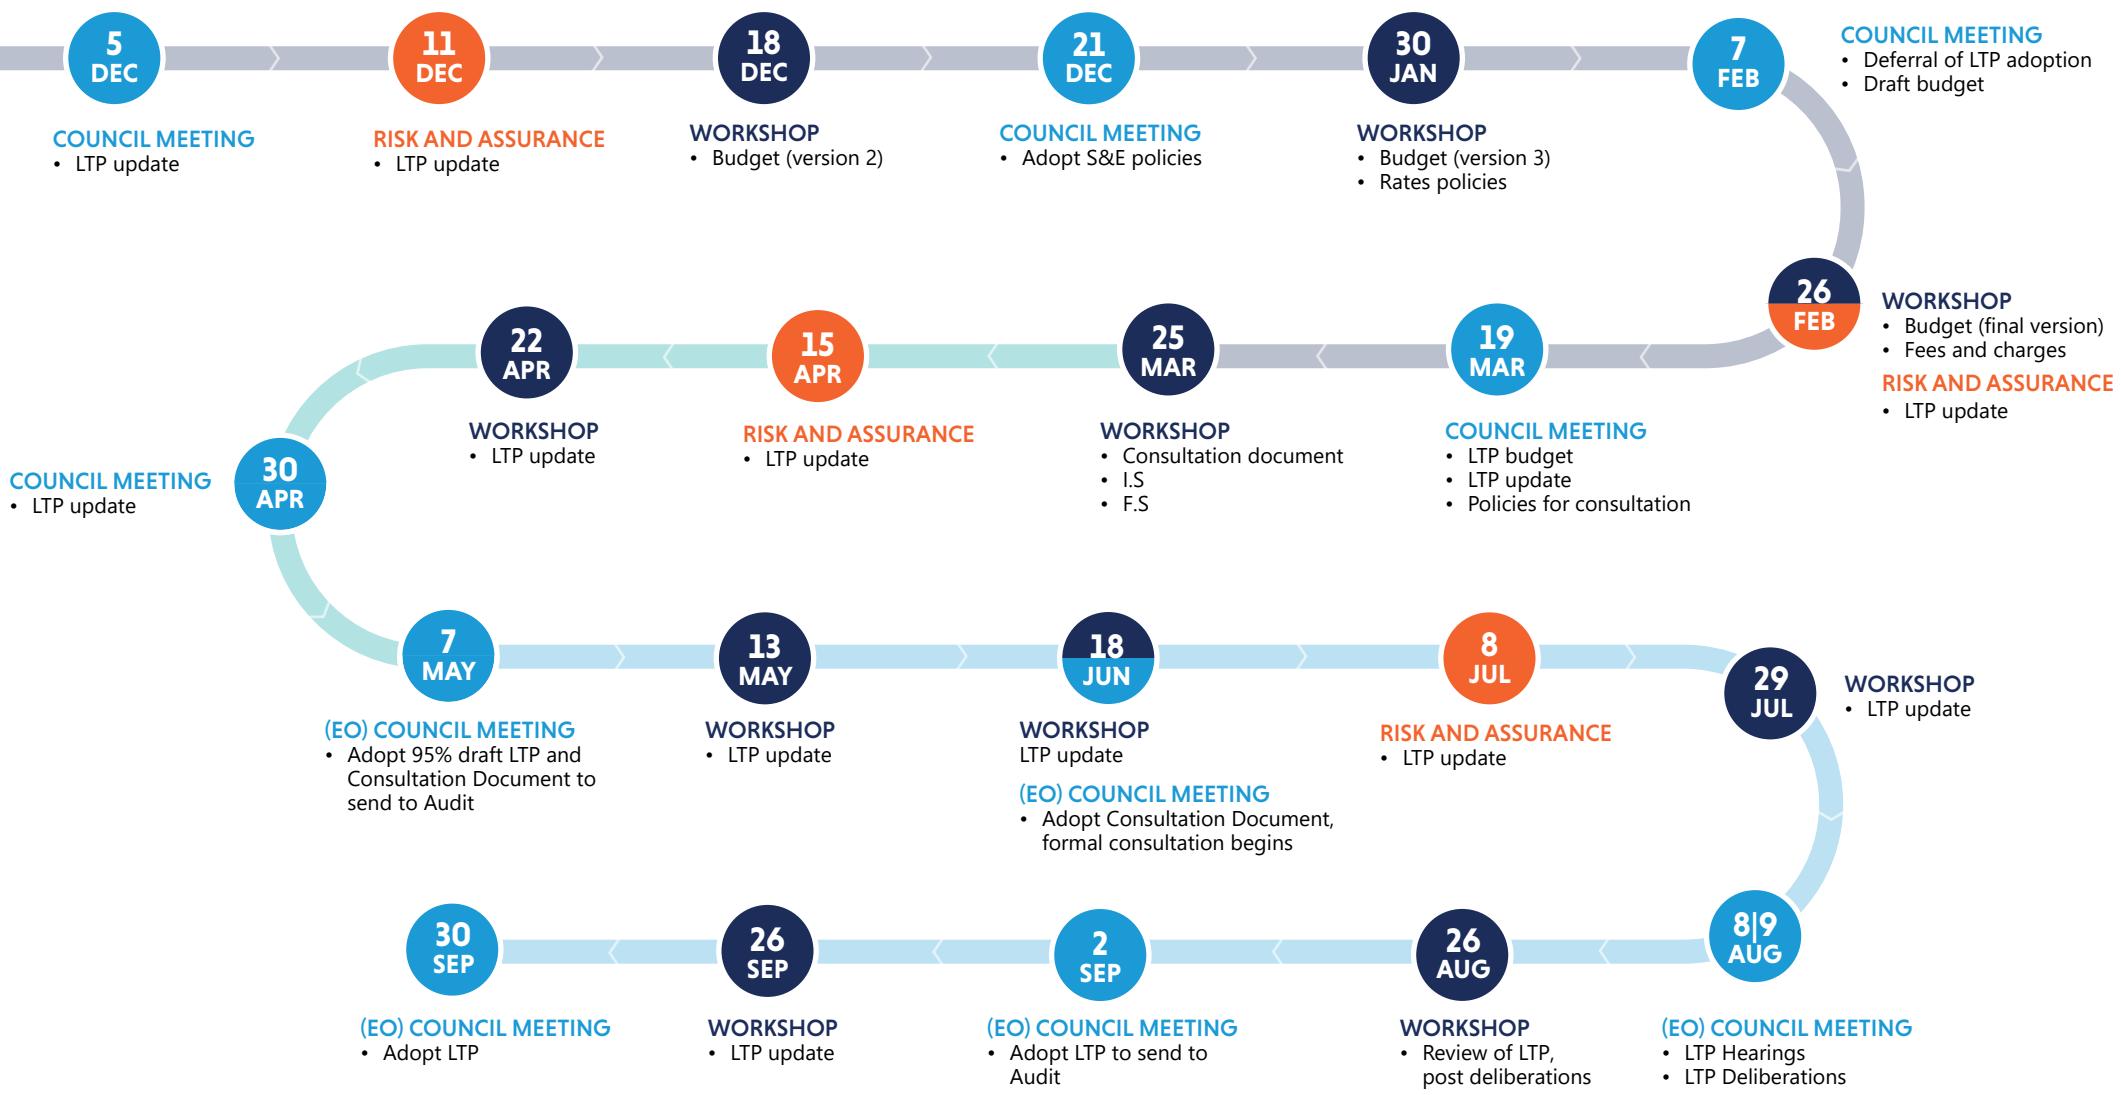 5
DEC
COUNCIL MEETING
• LTP update
11
DEC
RISK AND ASSURANCE
• LTP update
18
DEC
WORKSHOP
• Budget (version 2)
21
DEC
COUNCIL MEETING
• Adopt S&E policies
30
JAN
WORKSHOP
• Budget (version 3)
• Rates policies
7
FEB
COUNCIL MEETING
• Deferral of LTP adoption
• Draft budget
26
FEB
WORKSHOP
• Budget (final version)
• Fees and charges
RISK AND ASSURANCE
• LTP update
19
MAR
COUNCIL MEETING
• LTP budget
• LTP update
• Policies for consultation
25
MAR
WORKSHOP
• Consultation document
• I.S
• F.S
15
APR
RISK AND ASSURANCE
• LTP update
22
APR
WORKSHOP
• LTP update
30
APR
COUNCIL MEETING
• LTP update
7
MAY
(EO) COUNCIL MEETING
• Adopt 95% draft LTP and
Consultation Document to
send to Audit
13
MAY
WORKSHOP
• LTP update
18
JUN
WORKSHOP
LTP update
(EO) COUNCIL MEETING
• Adopt Consultation Document,
formal consultation begins
8
JUL
RISK AND ASSURANCE
• LTP update
29
JUL
WORKSHOP
• LTP update
8|9
AUG
(EO) COUNCIL MEETING
• LTP Hearings
• LTP Deliberations
26
AUG
WORKSHOP
• Review of LTP,
post deliberations
2
SEP
(EO) COUNCIL MEETING
• Adopt LTP to send to
Audit
26
SEP
WORKSHOP
• LTP update
30
SEP
(EO) COUNCIL MEETING
• Adopt LTP